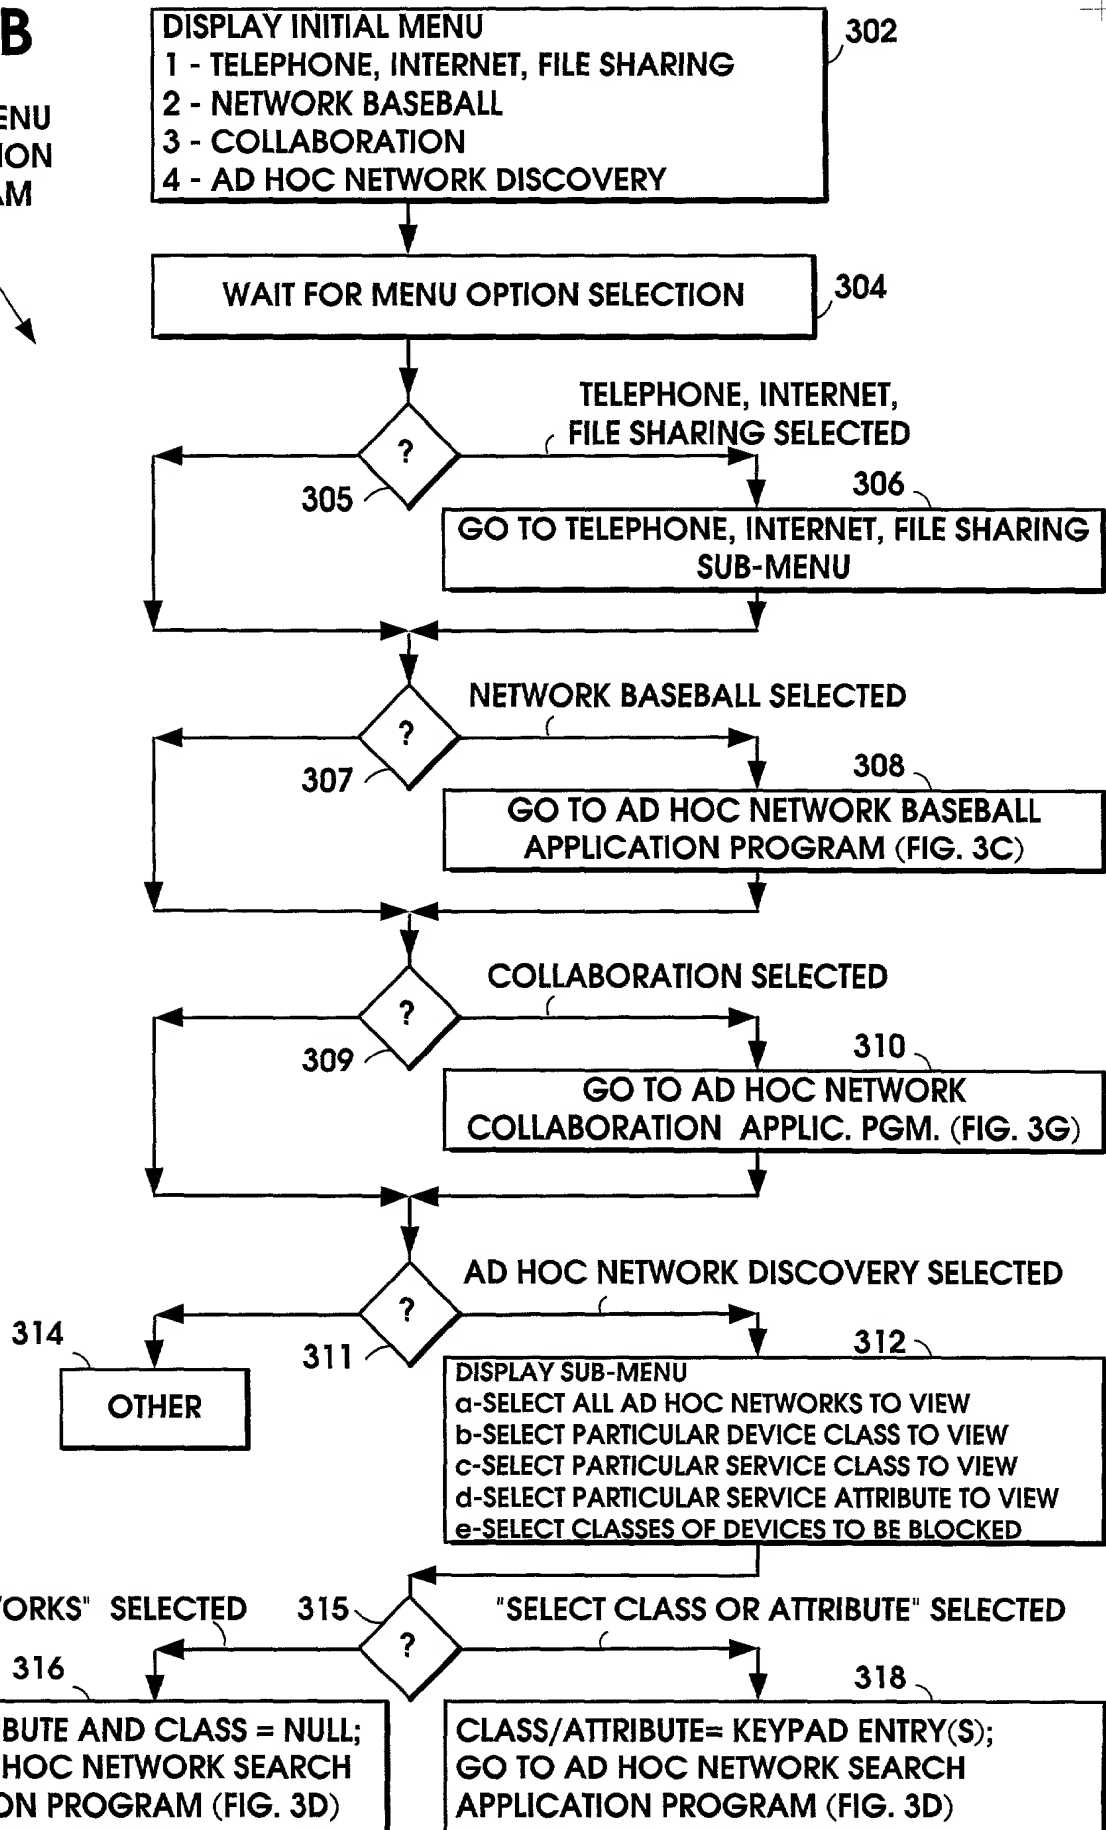 B
DISPLAY INITIAL MENU
1 - TELEPHONE, INTERNET, FILE SHARING
2 - NETWORK BASEBALL
3 - COLLABORATION
4 - AD HOC NETWORK DISCOVERY
302
ENU
ION
AM
WAIT FOR MENU OPTION SELECTION
304
TELEPHONE, INTERNET,
FILE SHARING SELECTED
?
305
306
GO TO TELEPHONE, INTERNET, FILE SHARING
SUB-MENU
NETWORK BASEBALL SELECTED
?
307
308
GO TO AD HOC NETWORK BASEBALL
APPLICATION PROGRAM (FIG. 3C)
COLLABORATION SELECTED
?
309
310
GO TO AD HOC NETWORK
COLLABORATION APPLIC. PGM. (FIG. 3G)
AD HOC NETWORK DISCOVERY SELECTED
?
311
314
OTHER
312
DISPLAY SUB-MENU
a-SELECT ALL AD HOC NETWORKS TO VIEW
b-SELECT PARTICULAR DEVICE CLASS TO VIEW
c-SELECT PARTICULAR SERVICE CLASS TO VIEW
d-SELECT PARTICULAR SERVICE ATTRIBUTE TO VIEW
e-SELECT CLASSES OF DEVICES TO BE BLOCKED
ORKS" SELECTED
315
"SELECT CLASS OR ATTRIBUTE" SELECTED
?
316
BUTE AND CLASS = NULL;
HOC NETWORK SEARCH
ON PROGRAM (FIG. 3D)
318
CLASS/ATTRIBUTE= KEYPAD ENTRY(S);
GO TO AD HOC NETWORK SEARCH
APPLICATION PROGRAM (FIG. 3D)